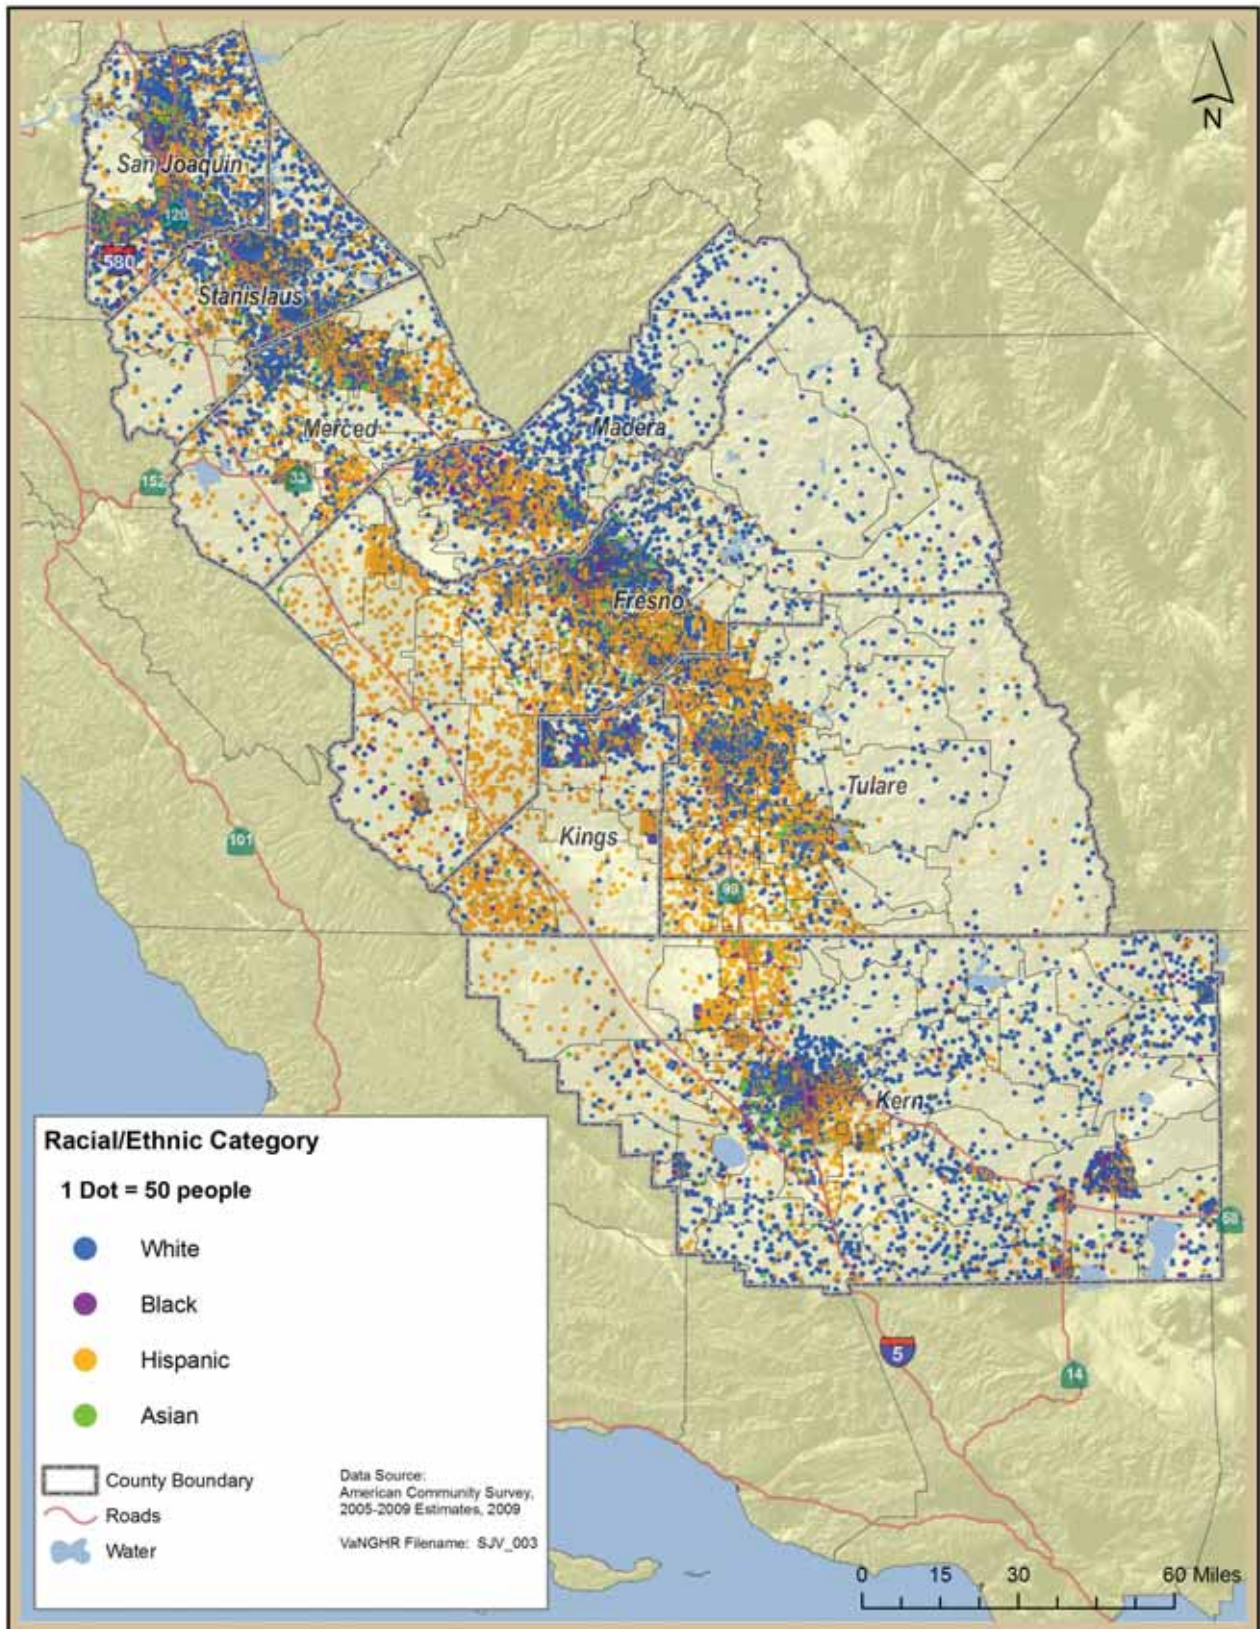 N
San Joaquin
120
580
Stanislaus
Merced
Madera
152
33
Fresno
Tulare
Kings
101
99
Kern
58
5
14
Racial/Ethnic Category
1 Dot = 50 people
White
Black
Hispanic
Asian
County Boundary
Roads
Water
Data Source:
American Community Survey,
2005-2009 Estimates, 2009
VaNGHR Filename: SJV_003
0 15 30 60 Miles